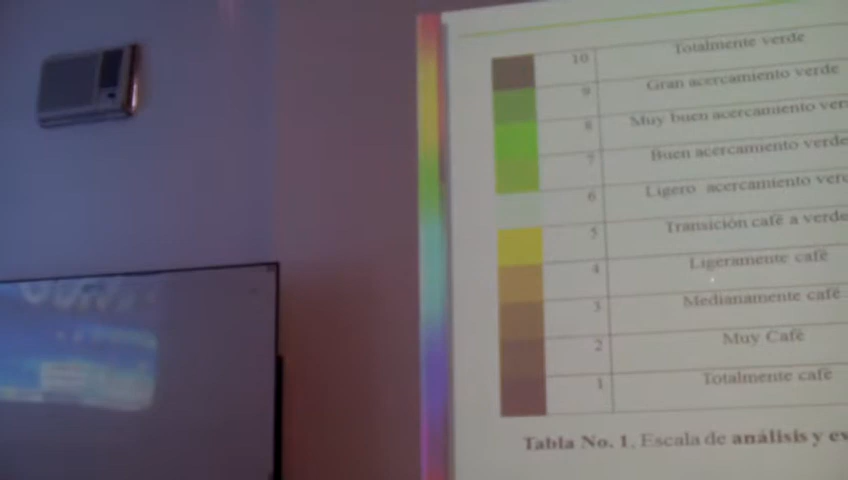 10 Totalmente verde
9 Gran acercamiento verde
8 Muy buen acercamiento
7 Buen acercamiento verde
6 Ligero acercamiento
5 Transición café a verde
4 Ligeramente café
3 Medianamente café
2 Muy Café
1 Totalmente café
Tabla No. 1. Escala de análisis y